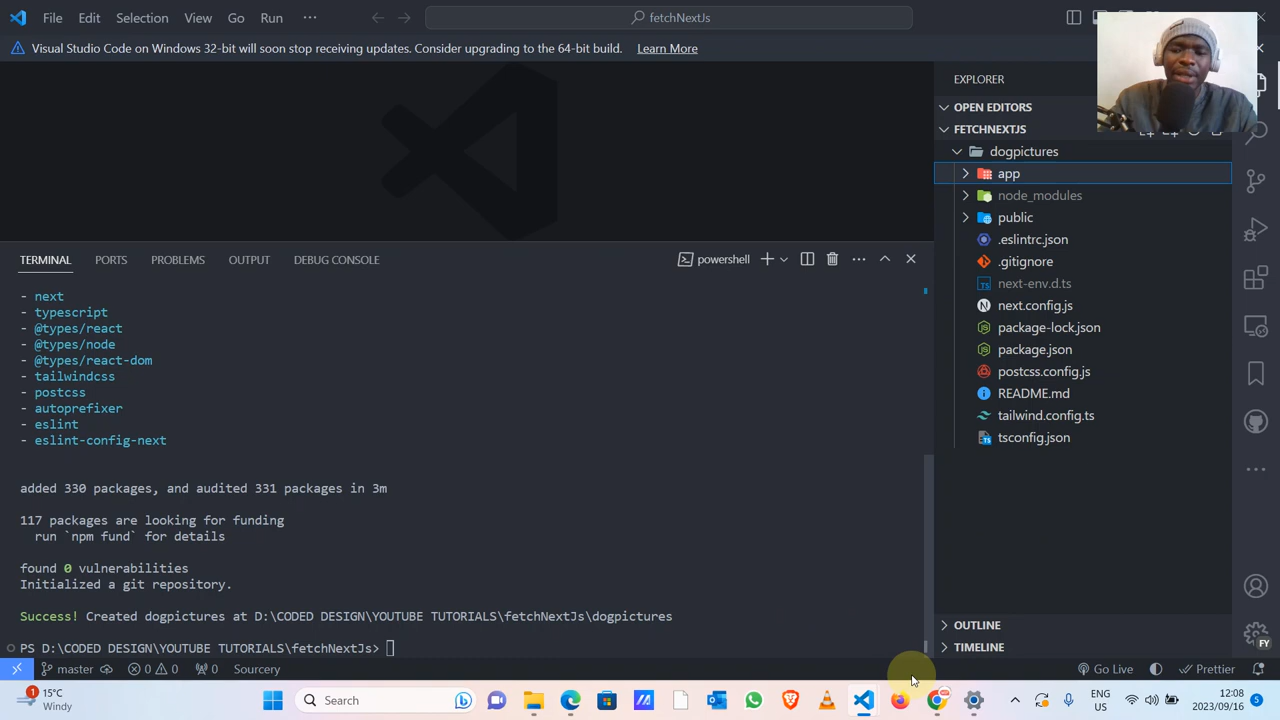 File Edit Selection View Go Run ··· fetchNextJs
Visual Studio Code on Windows 32-bit will soon stop receiving updates. Consider upgrading to the 64-bit build. Learn More
EXPLORER
OPEN EDITORS
FETCHNEXTJS
dogpictures
app
node_modules
public
.eslintrc.json
.gitignore
next-env.d.ts
next.config.js
package-lock.json
package.json
postcss.config.js
README.md
tailwind.config.ts
tsconfig.json
OUTLINE
TIMELINE
TERMINAL PORTS PROBLEMS OUTPUT DEBUG CONSOLE powershell
- next
- typescript
- @types/react
- @types/node
- @types/react-dom
- tailwindcss
- postcss
- autoprefixer
- eslint
- eslint-config-next
added 330 packages, and audited 331 packages in 3m
117 packages are looking for funding
run `npm fund` for details
found 0 vulnerabilities
Initialized a git repository.
Success! Created dogpictures at D:\CODED DESIGN\YOUTUBE TUTORIALS\fetchNextJs\dogpictures
PS D:\CODED DESIGN\YOUTUBE TUTORIALS\fetchNextJs>
master 0 0 0 Sourcery Go Live Prettier
FY
1 15°C
Windy
Search
ENG
US
12:08
2023/09/16
5